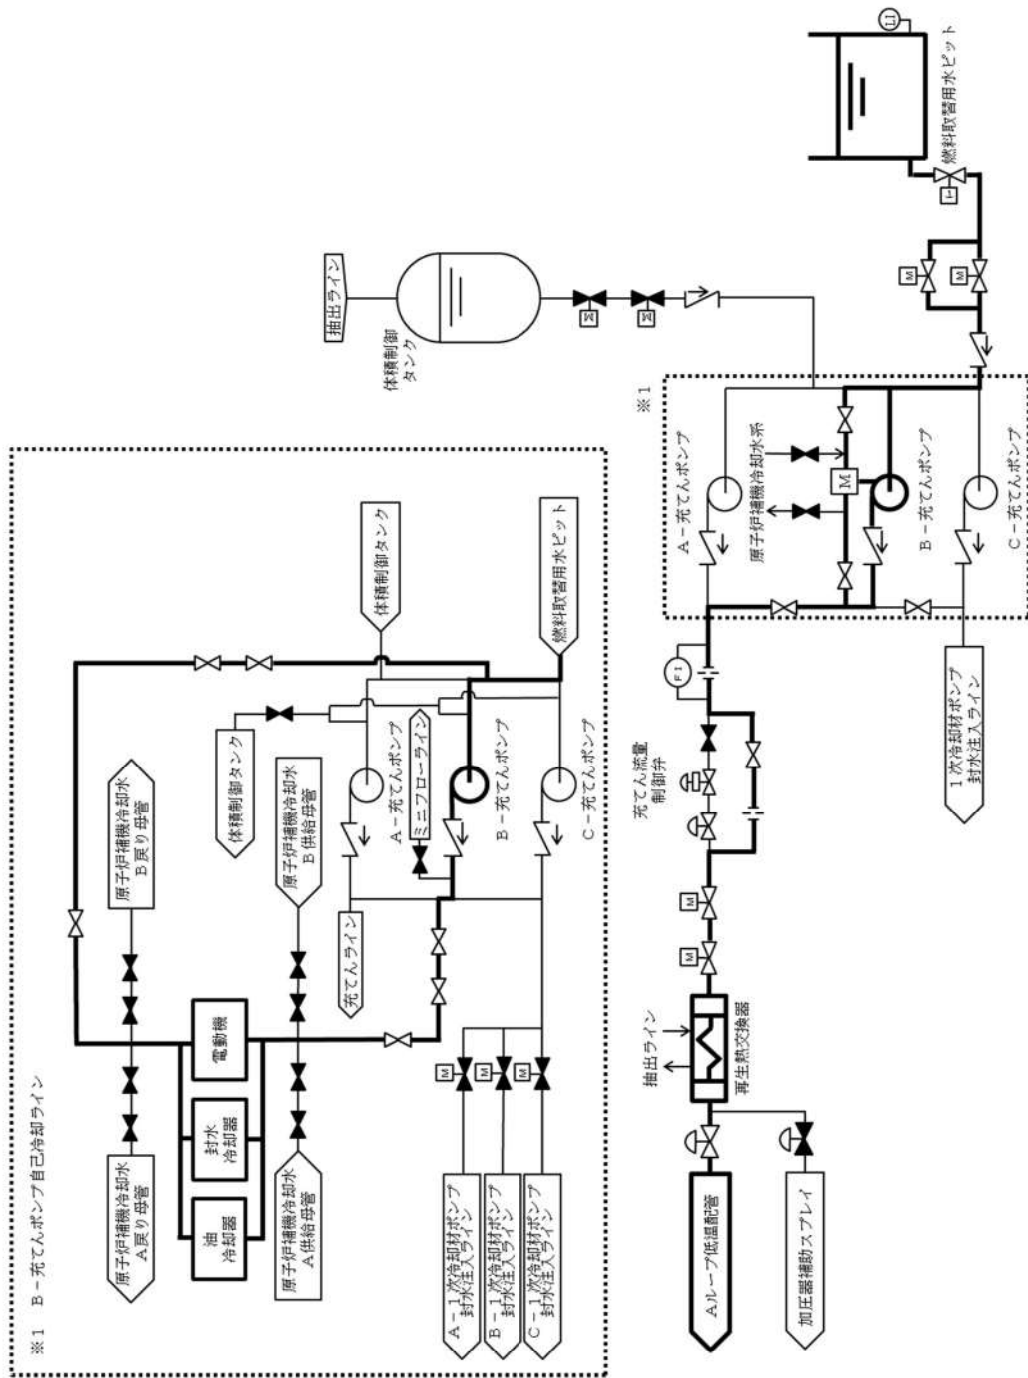 ※1 B-充てんポンプ自己冷却ライン
原子炉補機冷却水
A戻り母管
原子炉補機冷却水
B戻り母管
油
冷却器
封水
冷却器
電動機
原子炉補機冷却水
A供給母管
原子炉補機冷却水
B供給母管
体積制御タンク
体積制御タンク
燃料取替用水ピット
充てんライン
A-充てんポンプ
ミニフローライン
B-充てんポンプ
C-充てんポンプ
M
M
M
A-1次冷却材ポンプ
封水注入ライン
B-1次冷却材ポンプ
封水注入ライン
C-1次冷却材ポンプ
封水注入ライン
抽出ライン
体積制御
タンク
M
M
LI
燃料取替用水ピット
L
M
M
※1
A-充てんポンプ
原子炉補機冷却水系
M
B-充てんポンプ
C-充てんポンプ
1次冷却材ポンプ
封水注入ライン
FI
充てん流量
制御弁
M
M
抽出ライン
再生熱交換器
Aループ低温配管
加圧器補助スプレイ